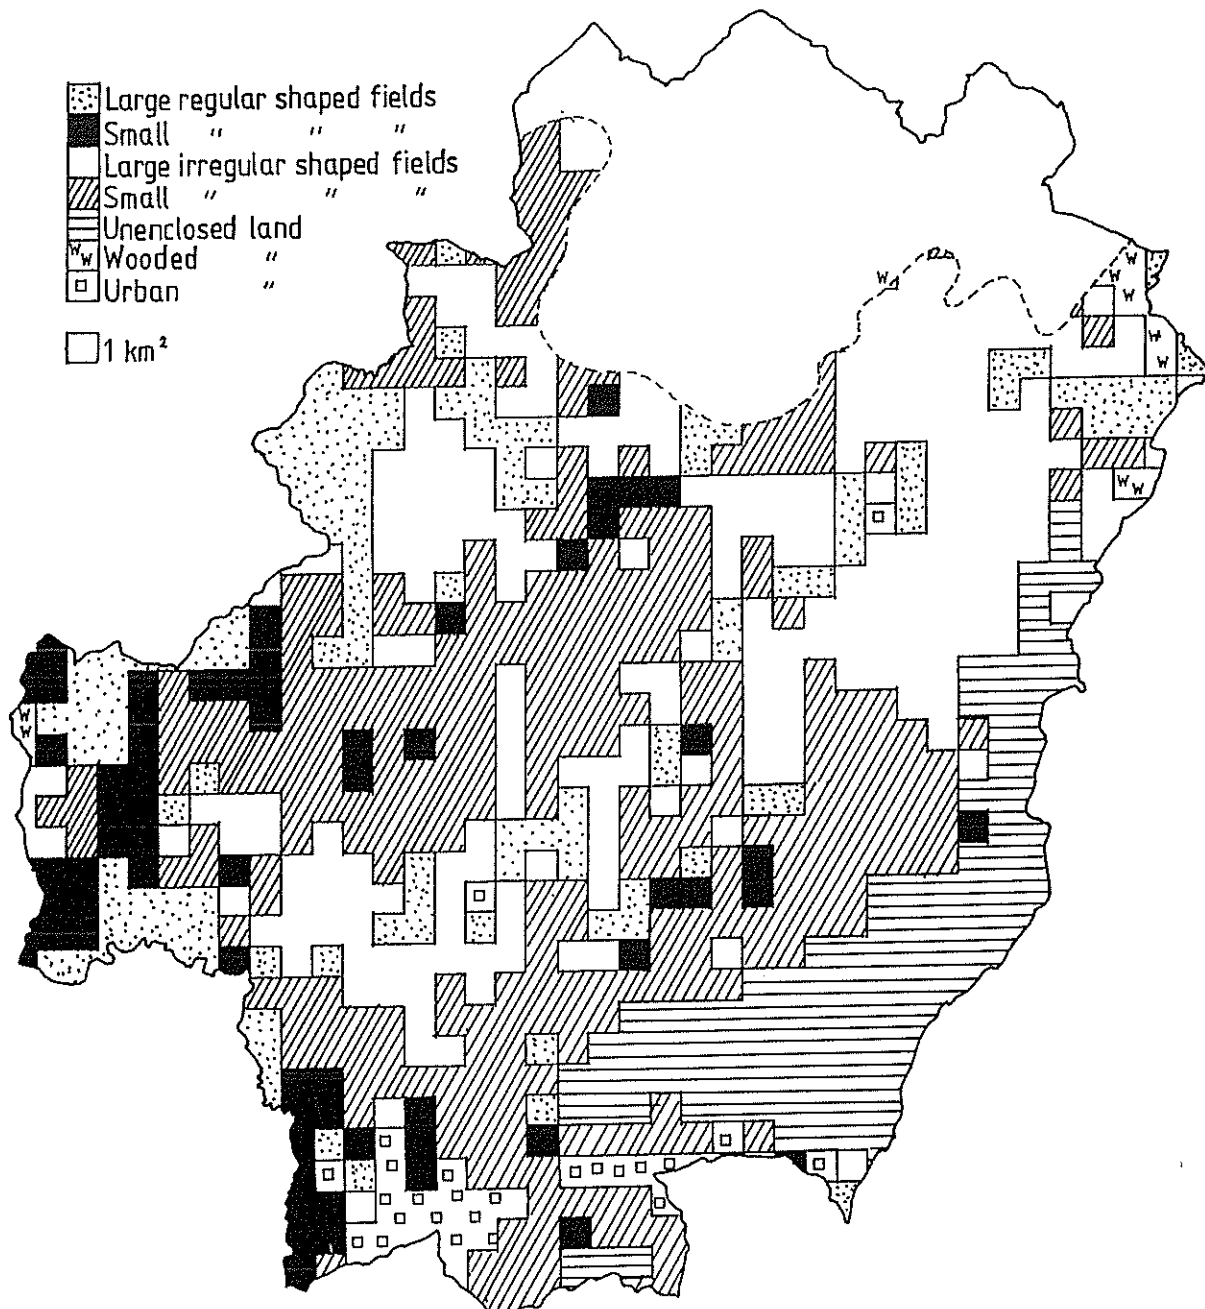 Large regular shaped fields
Small " " "
Large irregular shaped fields
Small " " "
Unenclosed land
W W Wooded "
Urban "
1 km²
W
W
W
W
W
W
W
W
W
W